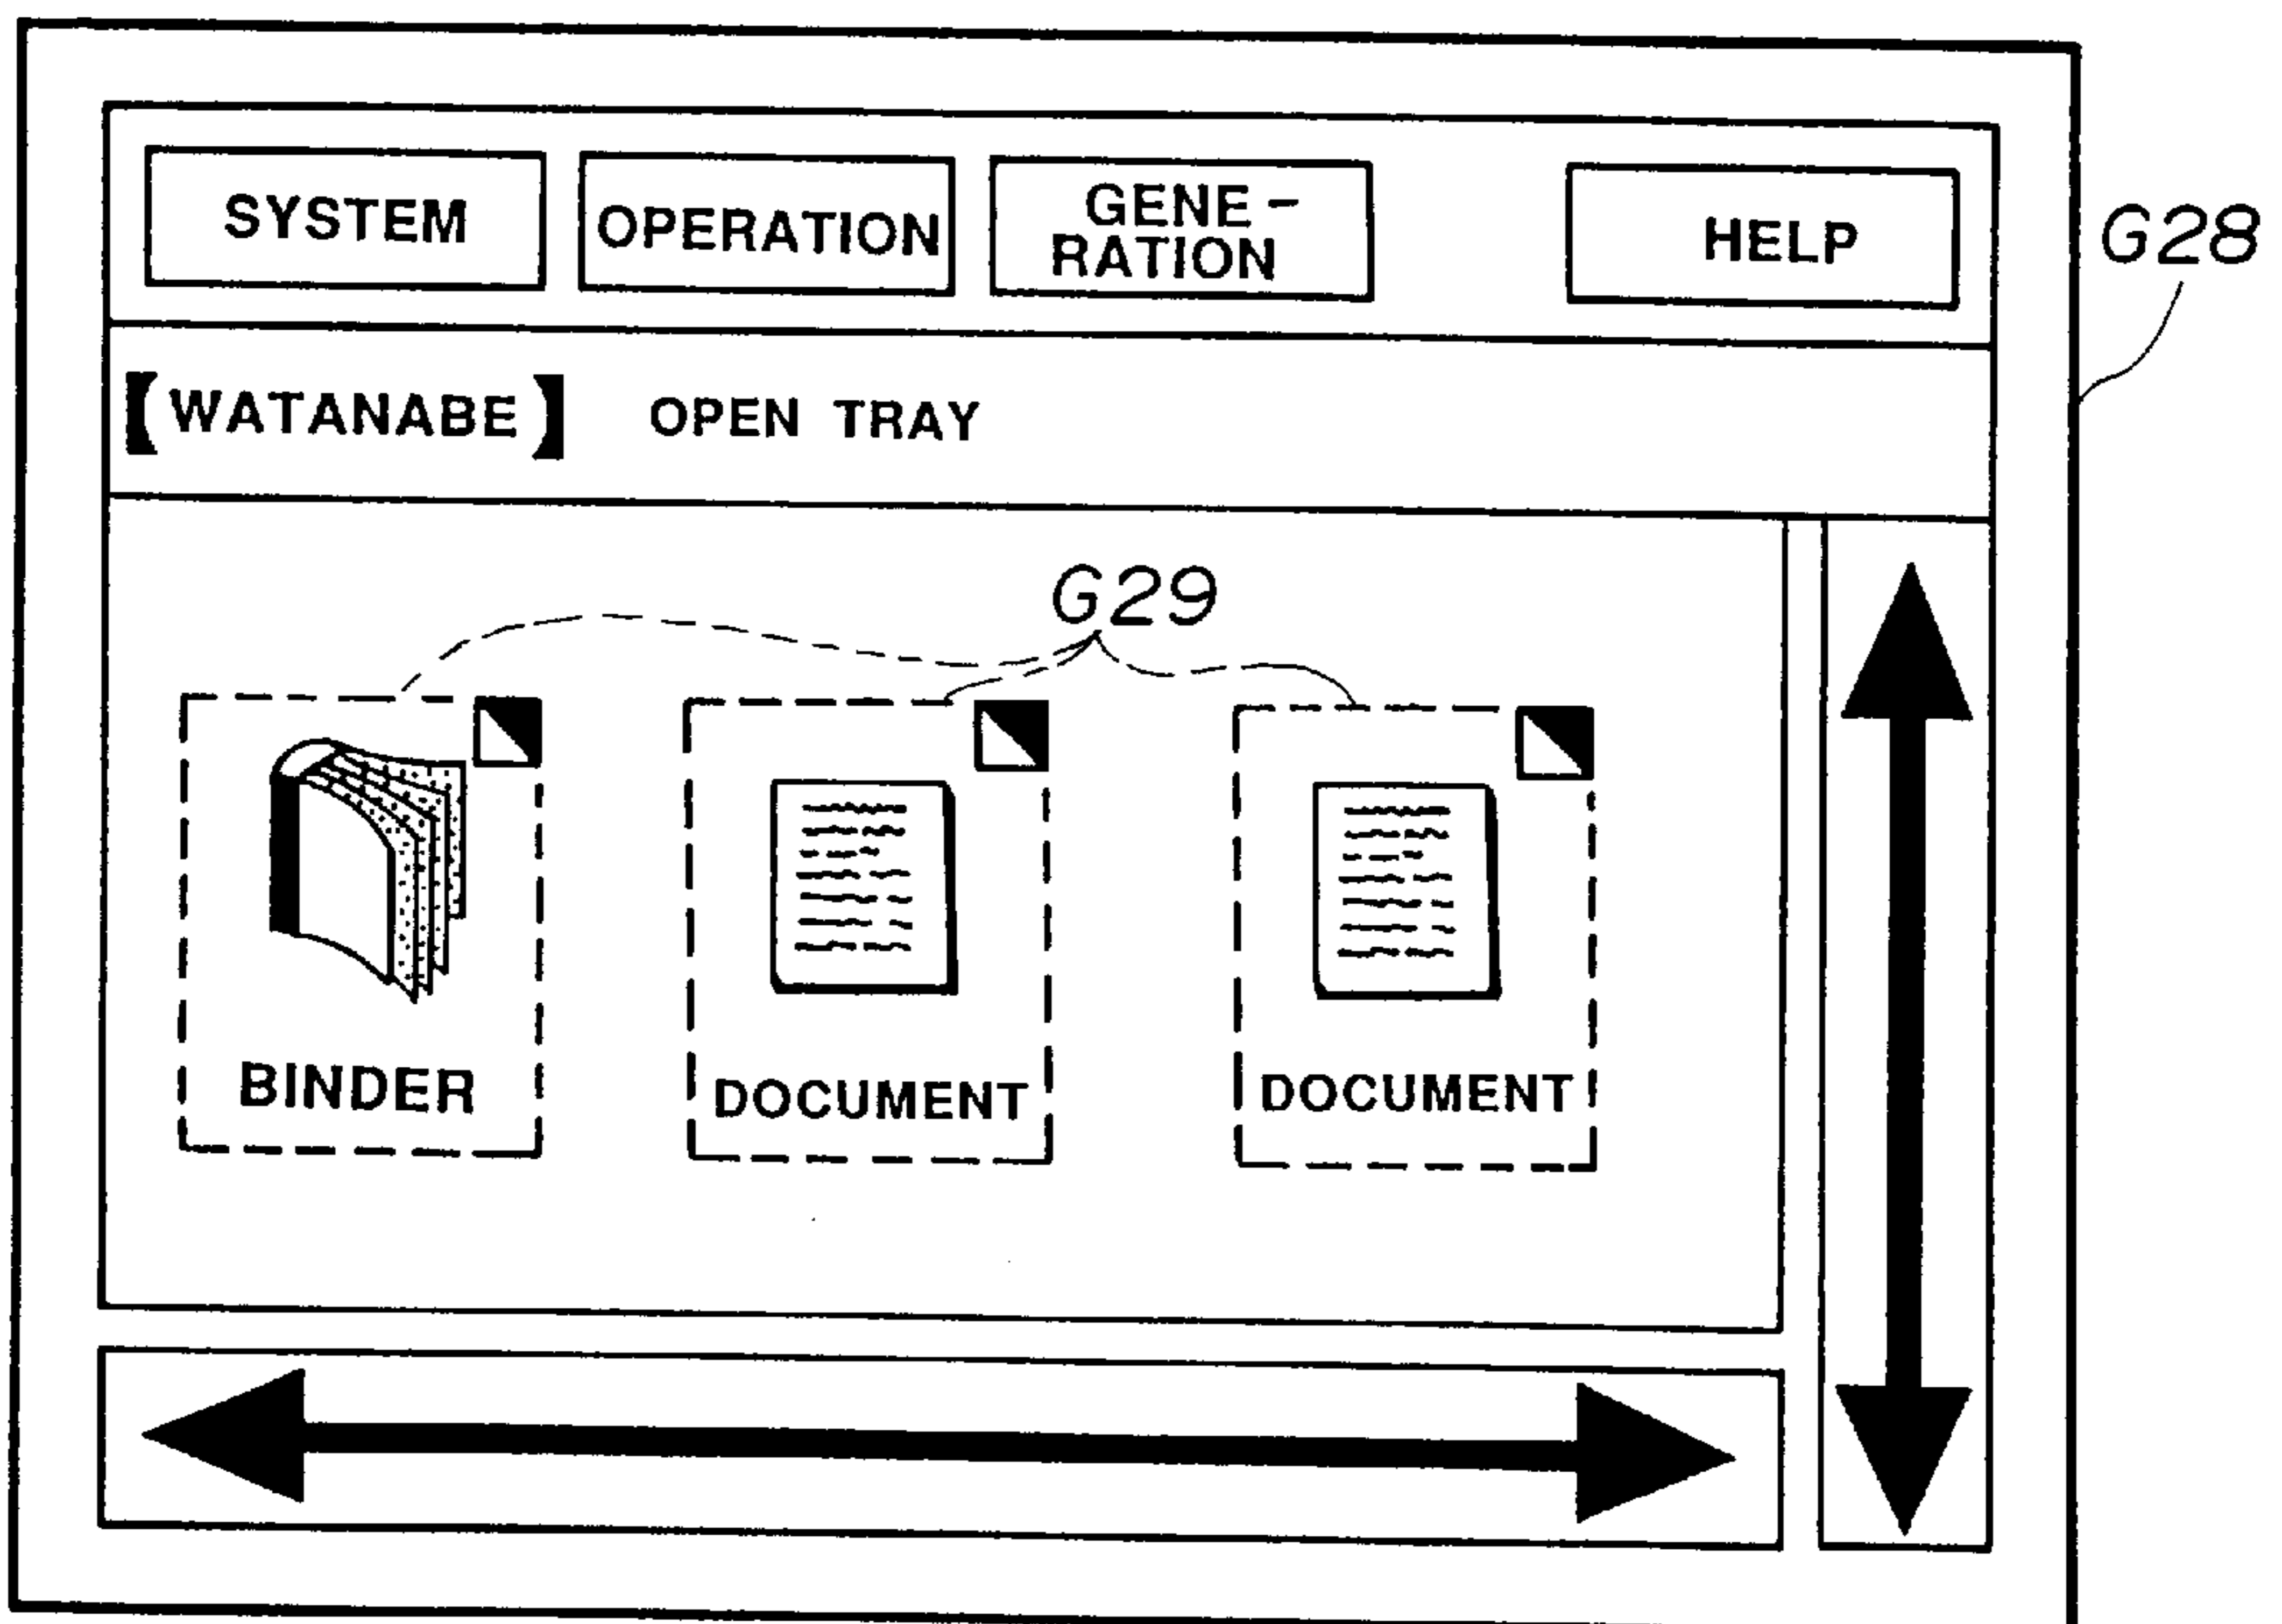 SYSTEM
OPERATION
GENE-
RATION
HELP
G28
【WATANABE】 OPEN TRAY
G29
BINDER
DOCUMENT
DOCUMENT